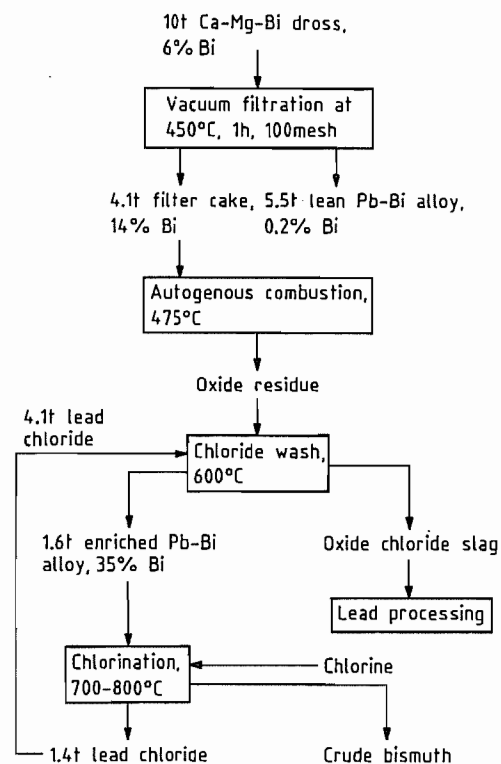 10t Ca-Mg-Bi dross,
6% Bi
Vacuum filtration at
450°C, 1h, 100mesh
4.1t filter cake, 5.5t lean Pb-Bi alloy,
14% Bi 0.2% Bi
Autogenous combustion,
475°C
Oxide residue
4.1t lead
chloride
Chloride wash,
600°C
1.6t enriched Pb-Bi
alloy, 35% Bi
Oxide chloride slag
Lead processing
Chlorination,
700-800°C
Chlorine
1.4t lead chloride
Crude bismuth